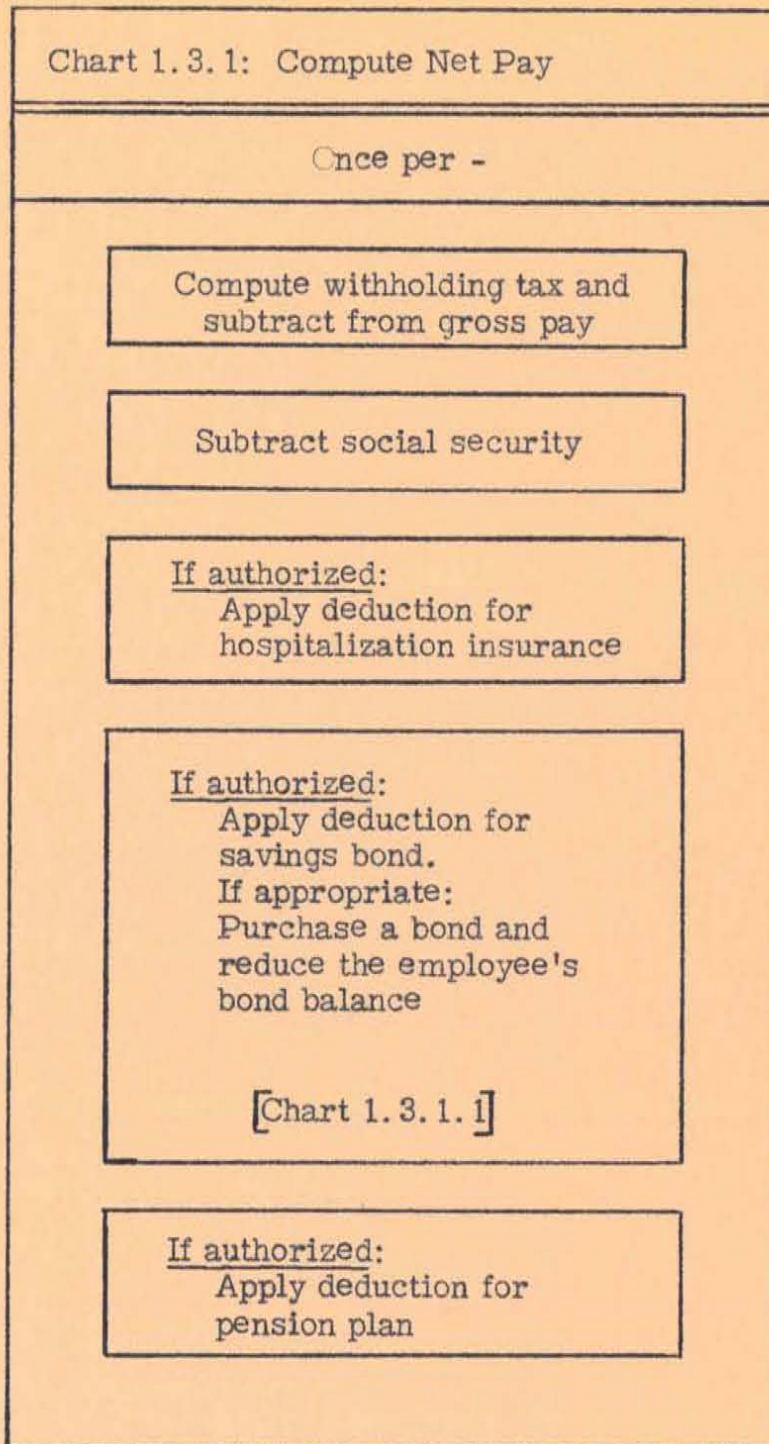 Chart 1.3.1: Compute Net Pay
Once per -
Compute withholding tax and
subtract from gross pay
Subtract social security
If authorized:
Apply deduction for
hospitalization insurance
If authorized:
Apply deduction for
savings bond.
If appropriate:
Purchase a bond and
reduce the employee's
bond balance
[Chart 1.3.1.1]
If authorized:
Apply deduction for
pension plan